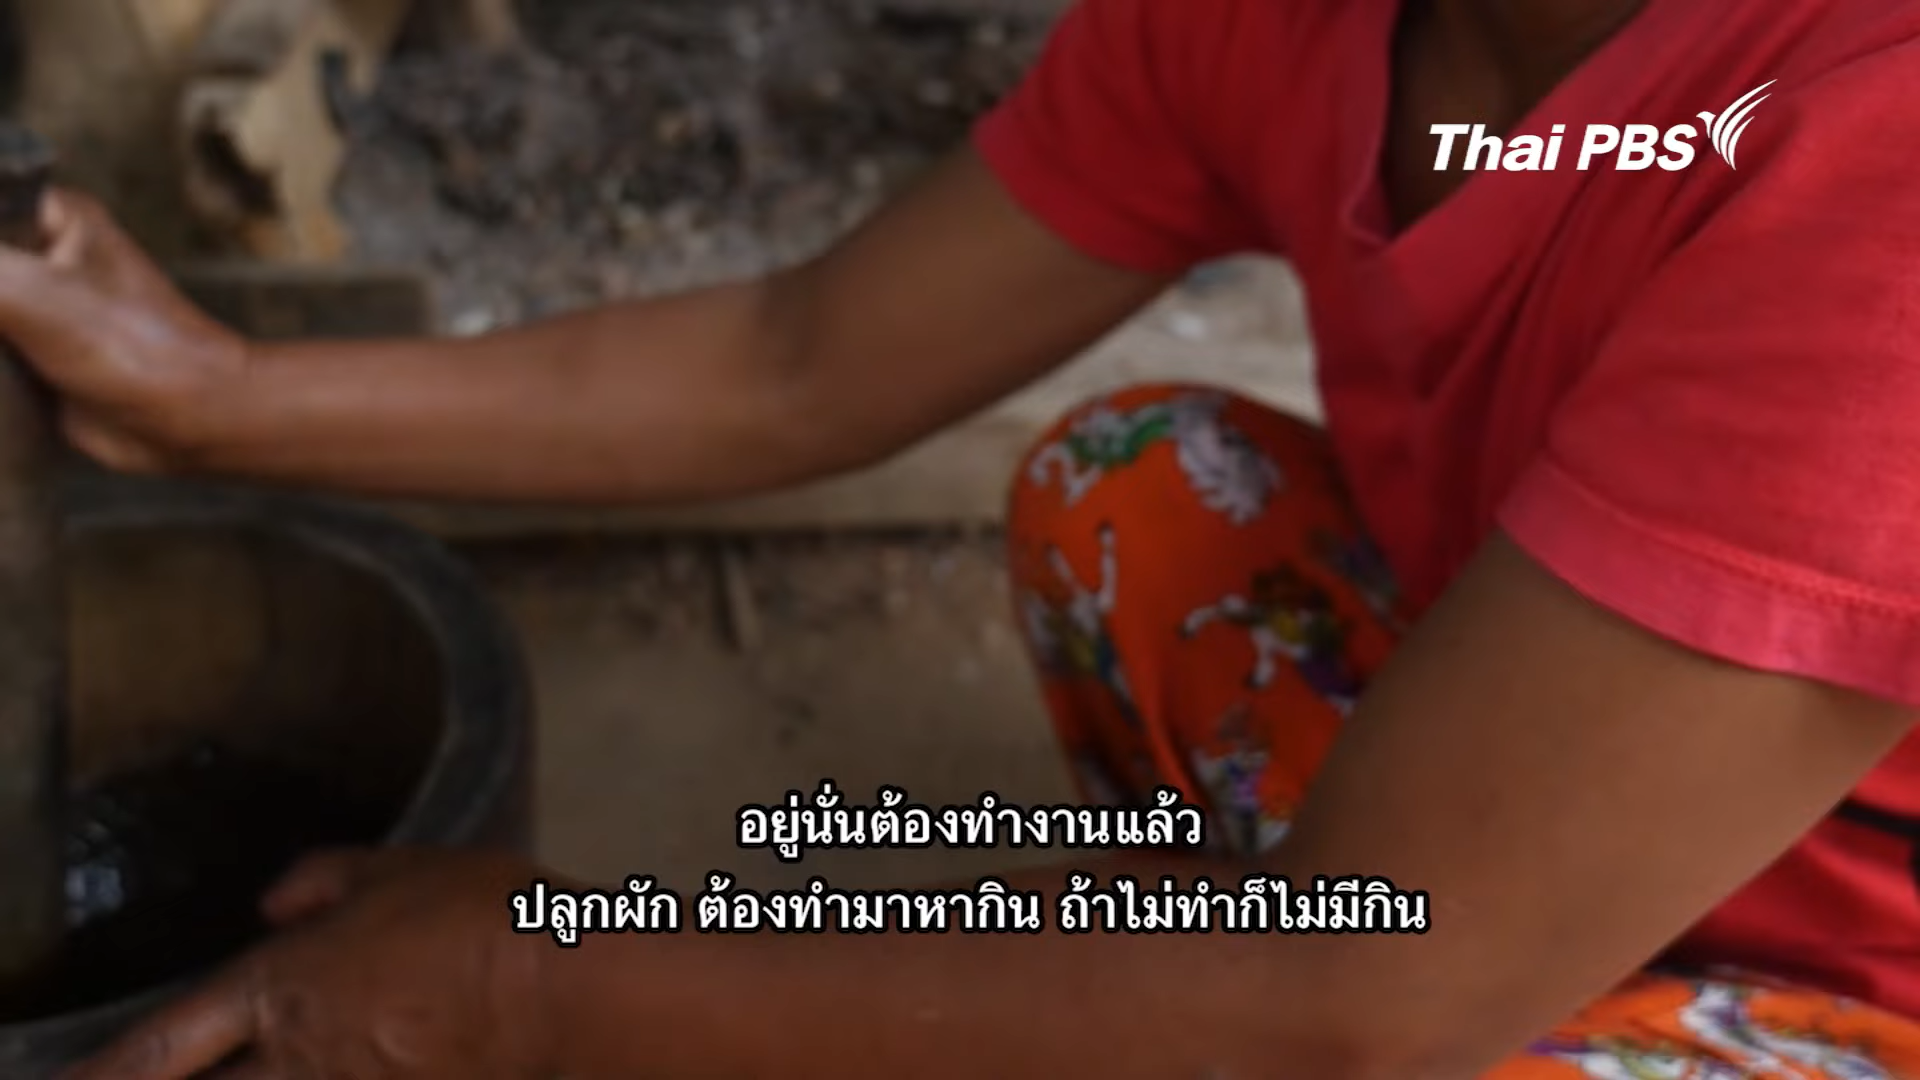 Thai PBS
อยู่นั่นต้องทำงานแล้ว
ปลูกผัก ต้องทำมาหากิน ถ้าไม่ทำก็ไม่มีกิน